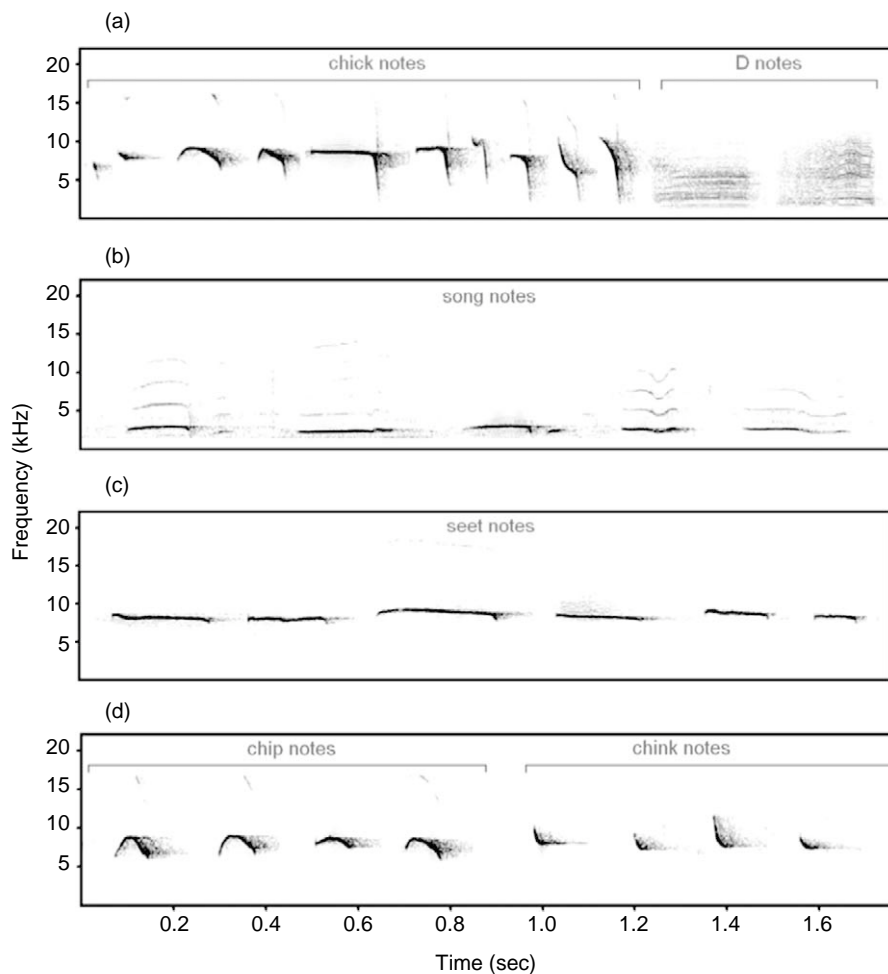 (a)
chick notes
D notes
20
15
10
5
(b)
song notes
20
15
10
5
Frequency (kHz)
(c)
seet notes
20
15
10
5
(d)
chip notes
chink notes
20
15
10
5
0.2 0.4 0.6 0.8 1.0 1.2 1.4 1.6
Time (sec)